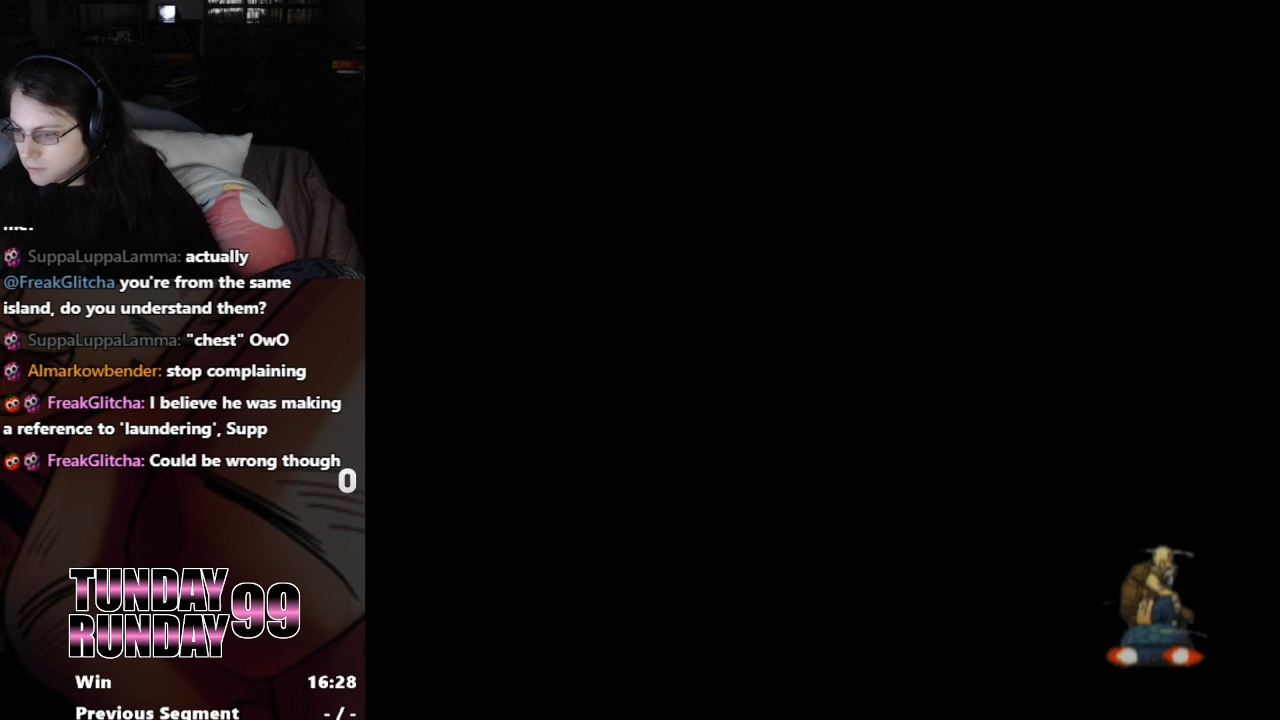 SuppaLuppaLamma: actually
@FreakGlitcha you're from the same
island, do you understand them?
SuppaLuppaLamma: "chest" OwO
Almarkowbender: stop complaining
FreakGlitcha: I believe he was making
a reference to 'laundering', Supp
FreakGlitcha: Could be wrong though
0
TUNDAY
RUNDAY 99
Win 16:28
Previous Segment - / -